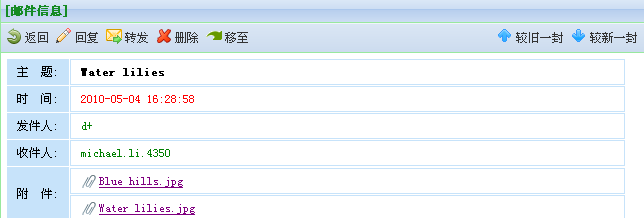 [邮件信息]
返回 回复 转发 删除 移至 较旧一封 较新一封
主 题: Water lilies
时 间: 2010-05-04 16:28:58
发件人: d+
收件人: michael.li.4350
附 件: Blue hills.jpg
Water lilies.jpg